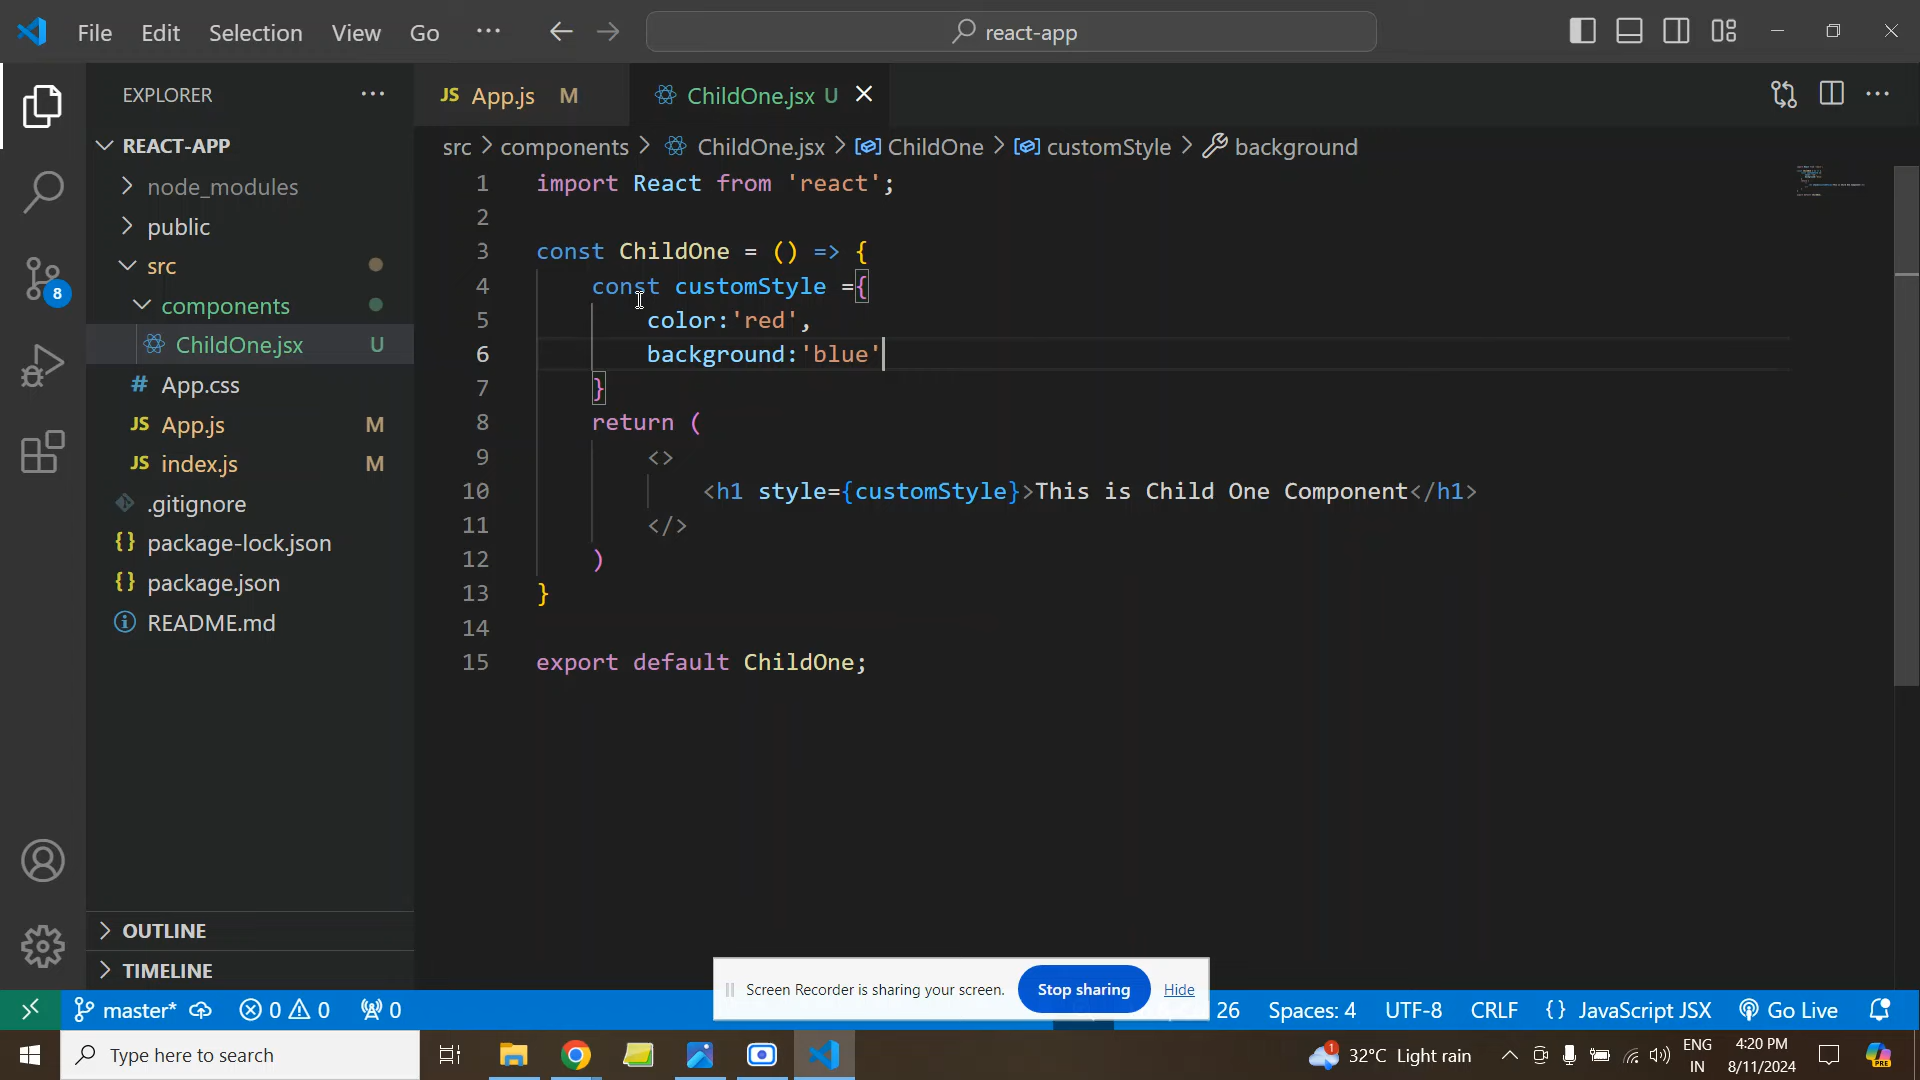 File Edit Selection View Go ··· react-app
EXPLORER ···
REACT-APP
node_modules
public
src
components
ChildOne.jsx U
App.css
JS App.js M
JS index.js M
.gitignore
{} package-lock.json
{} package.json
README.md
OUTLINE
TIMELINE
8
JS App.js M ChildOne.jsx U
src > components > ChildOne.jsx > ChildOne > customStyle > background
1 import React from 'react';
2
3 const ChildOne = () => {
4 const customStyle ={
5 color:'red',
6 background:'blue'
7 }
8 return (
9 <>
10 <h1 style={customStyle}>This is Child One Component</h1>
11 </>
12 )
13 }
14
15 export default ChildOne;
Screen Recorder is sharing your screen. Stop sharing Hide
master* 0 0 0 26 Spaces: 4 UTF-8 CRLF {} JavaScript JSX Go Live
Type here to search 1 32°C Light rain ENG IN 4:20 PM 8/11/2024 PRE